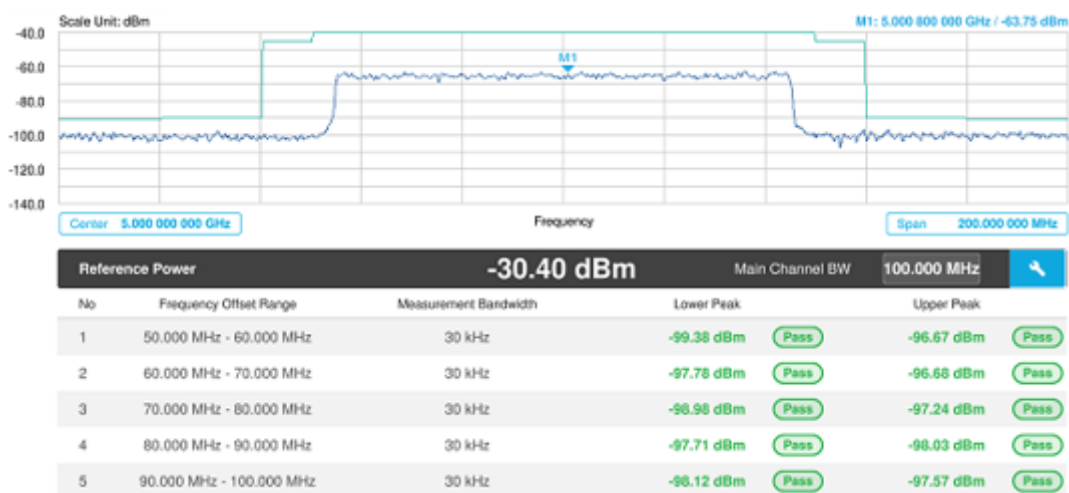 Scale Unit: dBm
M1: 5.000 800 000 GHz / -63.75 dBm
-40.0
-60.0
-80.0
-100.0
-120.0
-140.0
M1
Center 5.000 000 000 GHz
Frequency
Span 200.000 000 MHz
Reference Power -30.40 dBm Main Channel BW 100.000 MHz
No Frequency Offset Range Measurement Bandwidth Lower Peak Upper Peak
1 50.000 MHz - 60.000 MHz 30 kHz -99.38 dBm Pass -96.67 dBm Pass
2 60.000 MHz - 70.000 MHz 30 kHz -97.78 dBm Pass -96.68 dBm Pass
3 70.000 MHz - 80.000 MHz 30 kHz -98.98 dBm Pass -97.24 dBm Pass
4 80.000 MHz - 90.000 MHz 30 kHz -97.71 dBm Pass -98.03 dBm Pass
5 90.000 MHz - 100.000 MHz 30 kHz -98.12 dBm Pass -97.57 dBm Pass